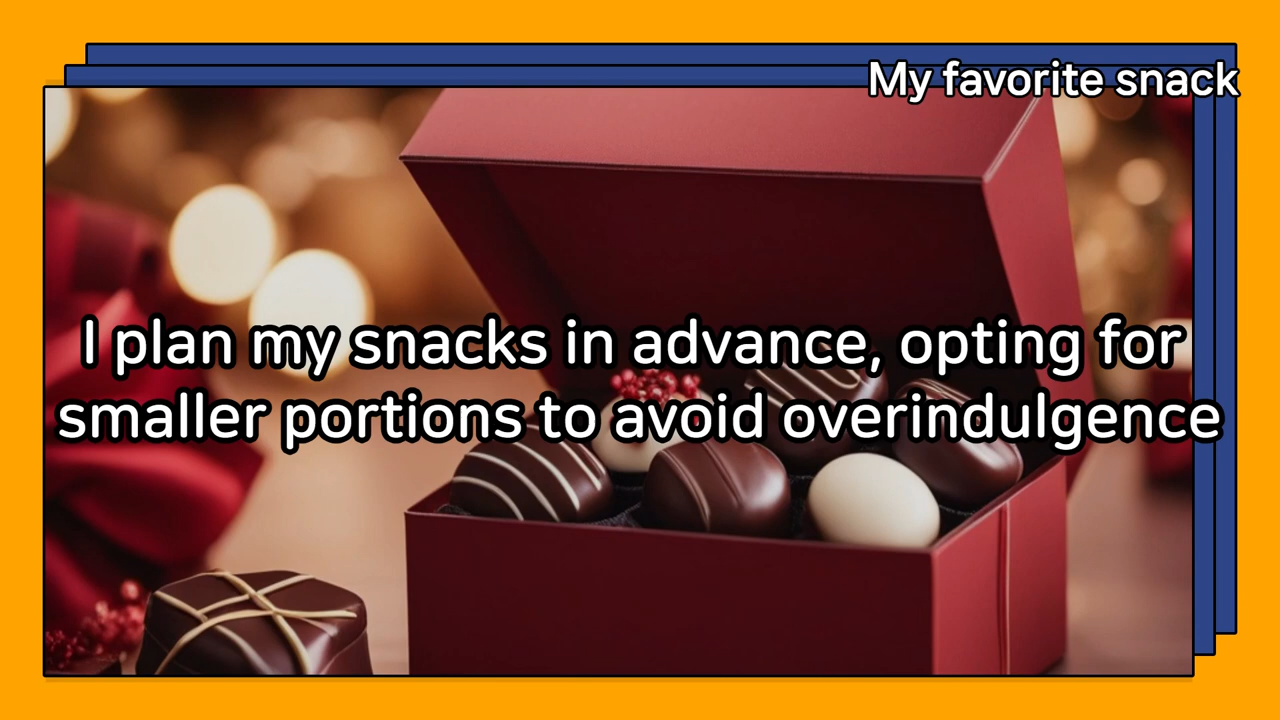 My favorite snack
I plan my snacks in advance, opting for
smaller portions to avoid overindulgence